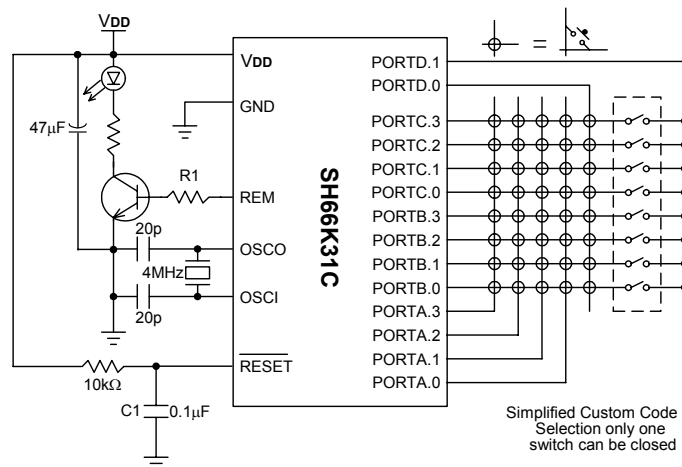 VDD
=
VDD
PORTD.1
GND
PORTD.0
47μF
PORTC.3
PORTC.2
PORTC.1
R1
REM
PORTC.0
SH66K31C
PORTB.3
20p
OSCO
PORTB.2
4MHz
PORTB.1
OSCI
PORTB.0
20p
PORTA.3
PORTA.2
RESET
PORTA.1
10kΩ
PORTA.0
C1
0.1μF
Simplified Custom Code
Selection only one
switch can be closed